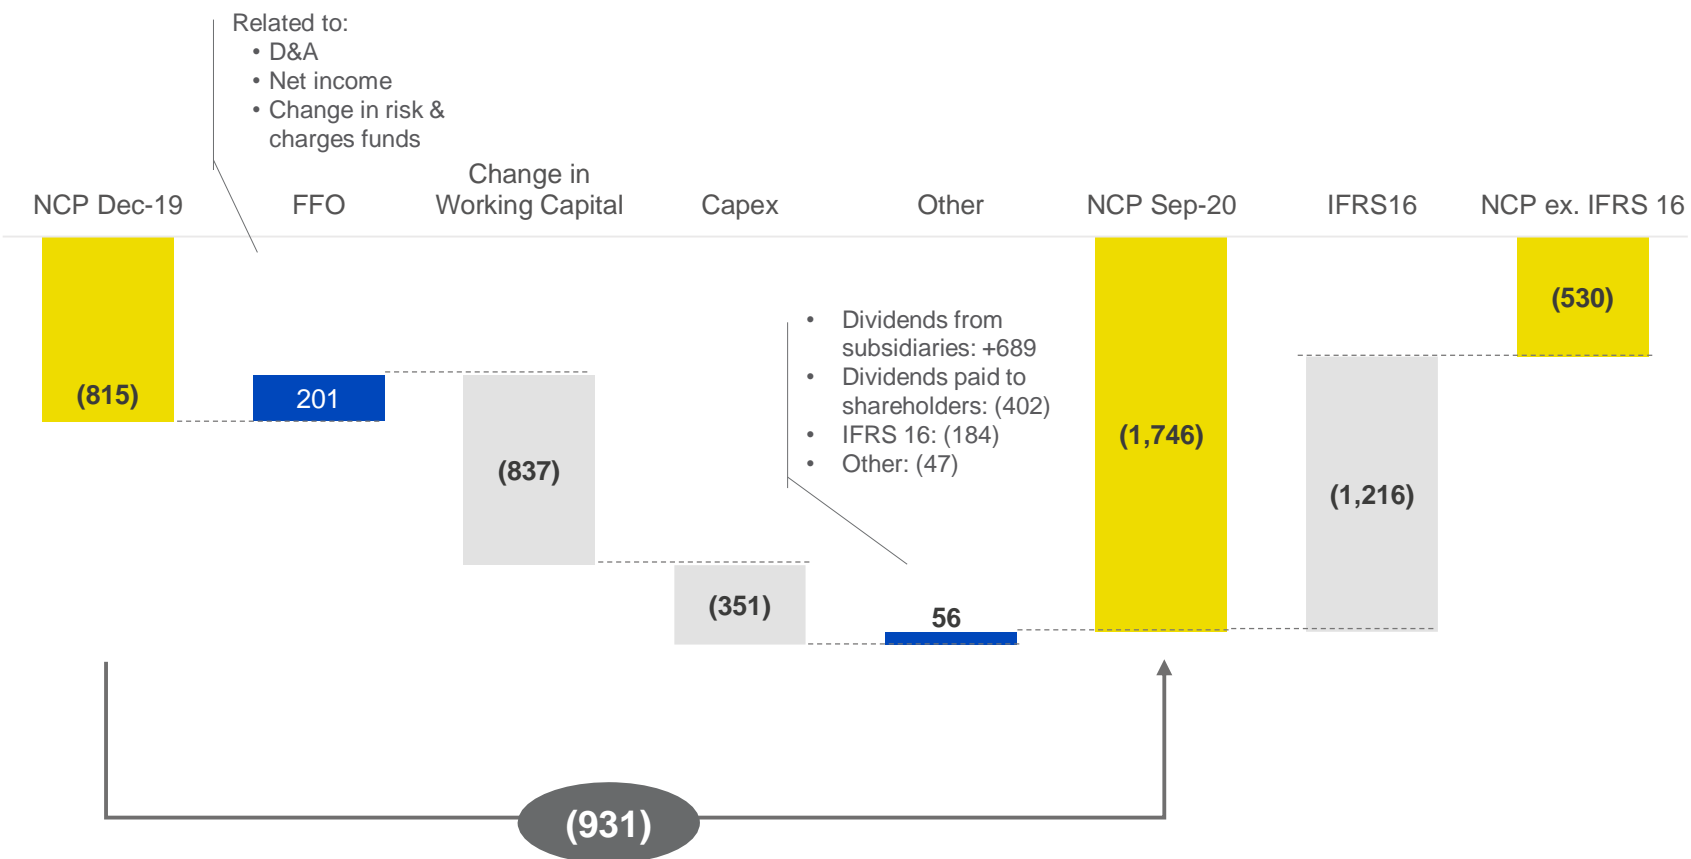 Related to:
• D&A
• Net income
• Change in risk &
charges funds
NCP Dec-19
FFO
Change in
Working Capital
Capex
Other
NCP Sep-20
IFRS16
NCP ex. IFRS 16
(815)
201
(837)
(351)
• Dividends from
subsidiaries: +689
• Dividends paid to
shareholders: (402)
• IFRS 16: (184)
• Other: (47)
56
(1,746)
(1,216)
(530)
(931)